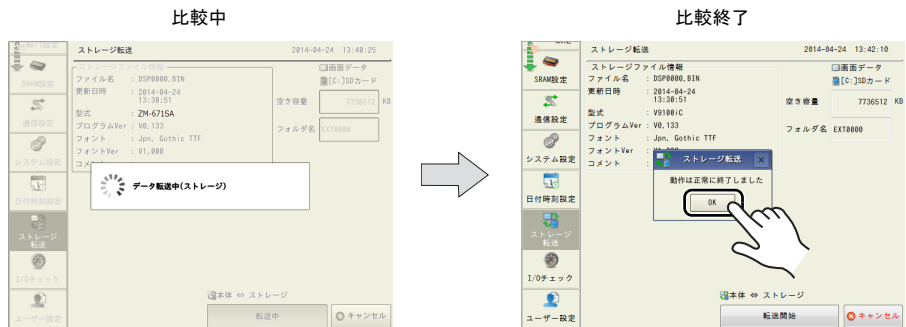 比較中
比較終了
E-Mail設定
SRAM設定
通信設定
システム設定
日付時刻設定
ストレージ
転送
I/Oチェック
ユーザー設定
ストレージ転送
2014-04-24 13:40:25
ストレージファイル情報
ファイル名 : DSP0000.BIN
更新日時 : 2014-04-24
13:30:51
型式 : ZM-671SA
プログラムVer : V0.133
フォント : Jpn. Gothic TTF
フォントVer : V1.000
コメント
画面データ
[C:]SDカード
空き容量 7736512 KB
フォルダ名 EXT0000
データ転送中(ストレージ)
本体 ⇔ ストレージ
転送中
キャンセル
SRAM設定
通信設定
システム設定
日付時刻設定
ストレージ
転送
I/Oチェック
ユーザー設定
ストレージ転送
2014-04-24 13:42:10
ストレージファイル情報
ファイル名 : DSP0000.BIN
更新日時 : 2014-04-24
13:30:51
型式 : V9100iC
プログラムVer : V0.133
フォント : Jpn. Gothic TTF
フォントVer : V1.000
コメント :
画面データ
[C:]SDカード
空き容量 7736512 KB
フォルダ名 EXT0000
ストレージ転送
動作は正常に終了しました
OK
本体 ⇔ ストレージ
転送開始
キャンセル